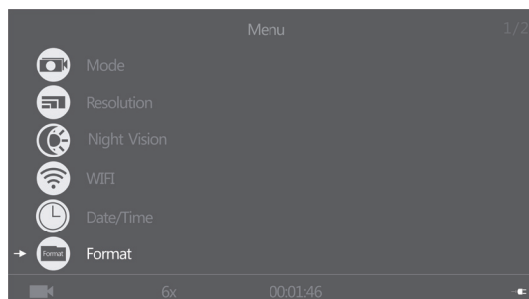 Menu 1/2
Mode
Resolution
Night Vision
WIFI
Date/Time
Format Format
6x 00:01:46